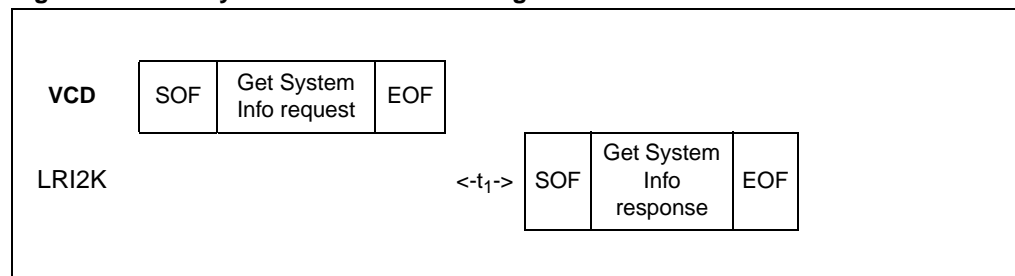 VCD SOF Get System Info request EOF
LRI2K <-t1-> SOF Get System Info response EOF